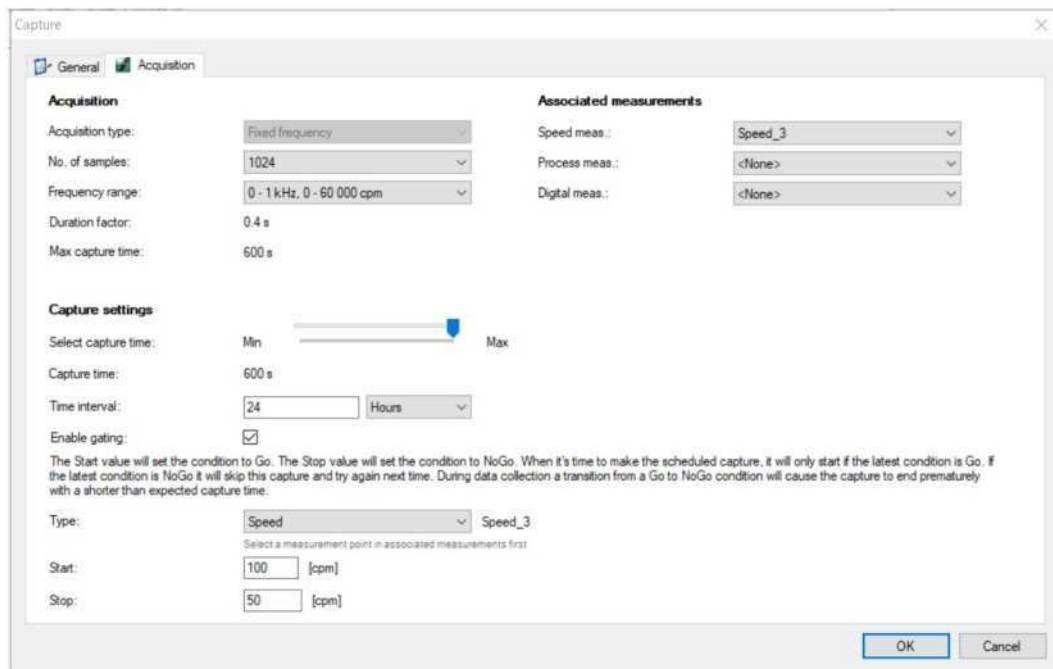 Capture
General Acquisition
Acquisition Associated measurements
Acquisition type: Fixed frequency Speed meas.: Speed_3
No. of samples: 1024 Process meas.: <None>
Frequency range: 0 - 1 kHz, 0 - 60 000 cpm Digital meas.: <None>
Duration factor: 0.4 s
Max capture time: 600 s
Capture settings
Select capture time: Min Max
Capture time: 600 s
Time interval: 24 Hours
Enable gating:
The Start value will set the condition to Go. The Stop value will set the condition to NoGo. When it's time to make the scheduled capture, it will only start if the latest condition is Go. If
the latest condition is NoGo it will skip this capture and try again next time. During data collection a transition from a Go to NoGo condition will cause the capture to end prematurely
with a shorter than expected capture time.
Type: Speed Speed_3
Select a measurement point in associated measurements first
Start: 100 [cpm]
Stop: 50 [cpm]
OK Cancel